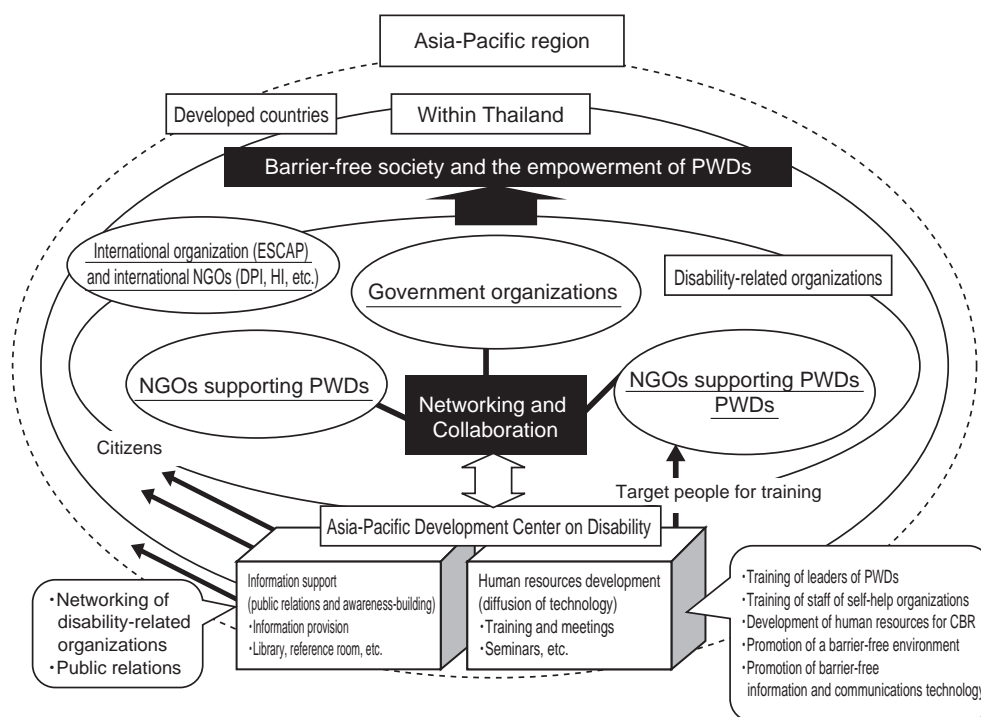 Asia-Pacific region
Developed countries
Within Thailand
Barrier-free society and the empowerment of PWDs
International organization (ESCAP)
and international NGOs (DPI, HI, etc.)
Government organizations
Disability-related organizations
NGOs supporting PWDs
Networking and
Collaboration
NGOs supporting PWDs
PWDs
Citizens
Target people for training
Asia-Pacific Development Center on Disability
Information support
(public relations and awareness-building)
・Information provision
・Library, reference room, etc.
Human resources development
(diffusion of technology)
・Training and meetings
・Seminars, etc.
・Networking of
disability-related
organizations
・Public relations
・Training of leaders of PWDs
・Training of staff of self-help organizations
・Development of human resources for CBR
・Promotion of a barrier-free environment
・Promotion of barrier-free
information and communications technology